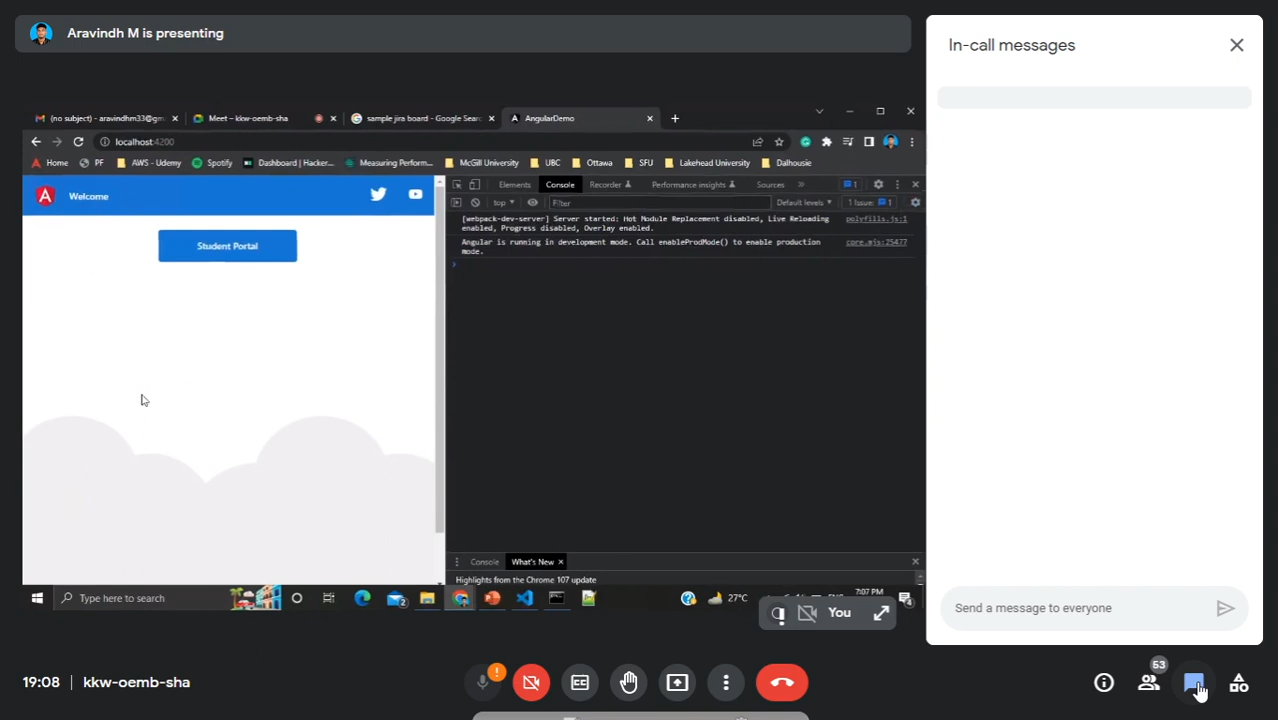 Aravindh M is presenting
In-call messages
(no subject) - aravindhm33@gm
Meet – kkw-oemb-sha
sample jira board - Google Searc
AngularDemo
localhost:4200
Home
PF
AWS - Udemy
Spotify
Dashboard | Hacker...
Measuring Perform...
McGill University
UBC
Ottawa
SFU
Lakehead University
Dalhousie
Welcome
Elements
Console
Recorder
Performance insights
Sources
1
top
Filter
Default levels
1 Issue: 1
[webpack-dev-server] Server started: Hot Module Replacement disabled, Live Reloading
enabled, Progress disabled, Overlay enabled.
polyfills.js:1
Angular is running in development mode. Call enableProdMode() to enable production
mode.
core.mjs:25477
Student Portal
Console
What's New
Highlights from the Chrome 107 update
Type here to search
2
27°C
7:07 PM
4
You
Send a message to everyone
19:08 | kkw-oemb-sha
CC
53